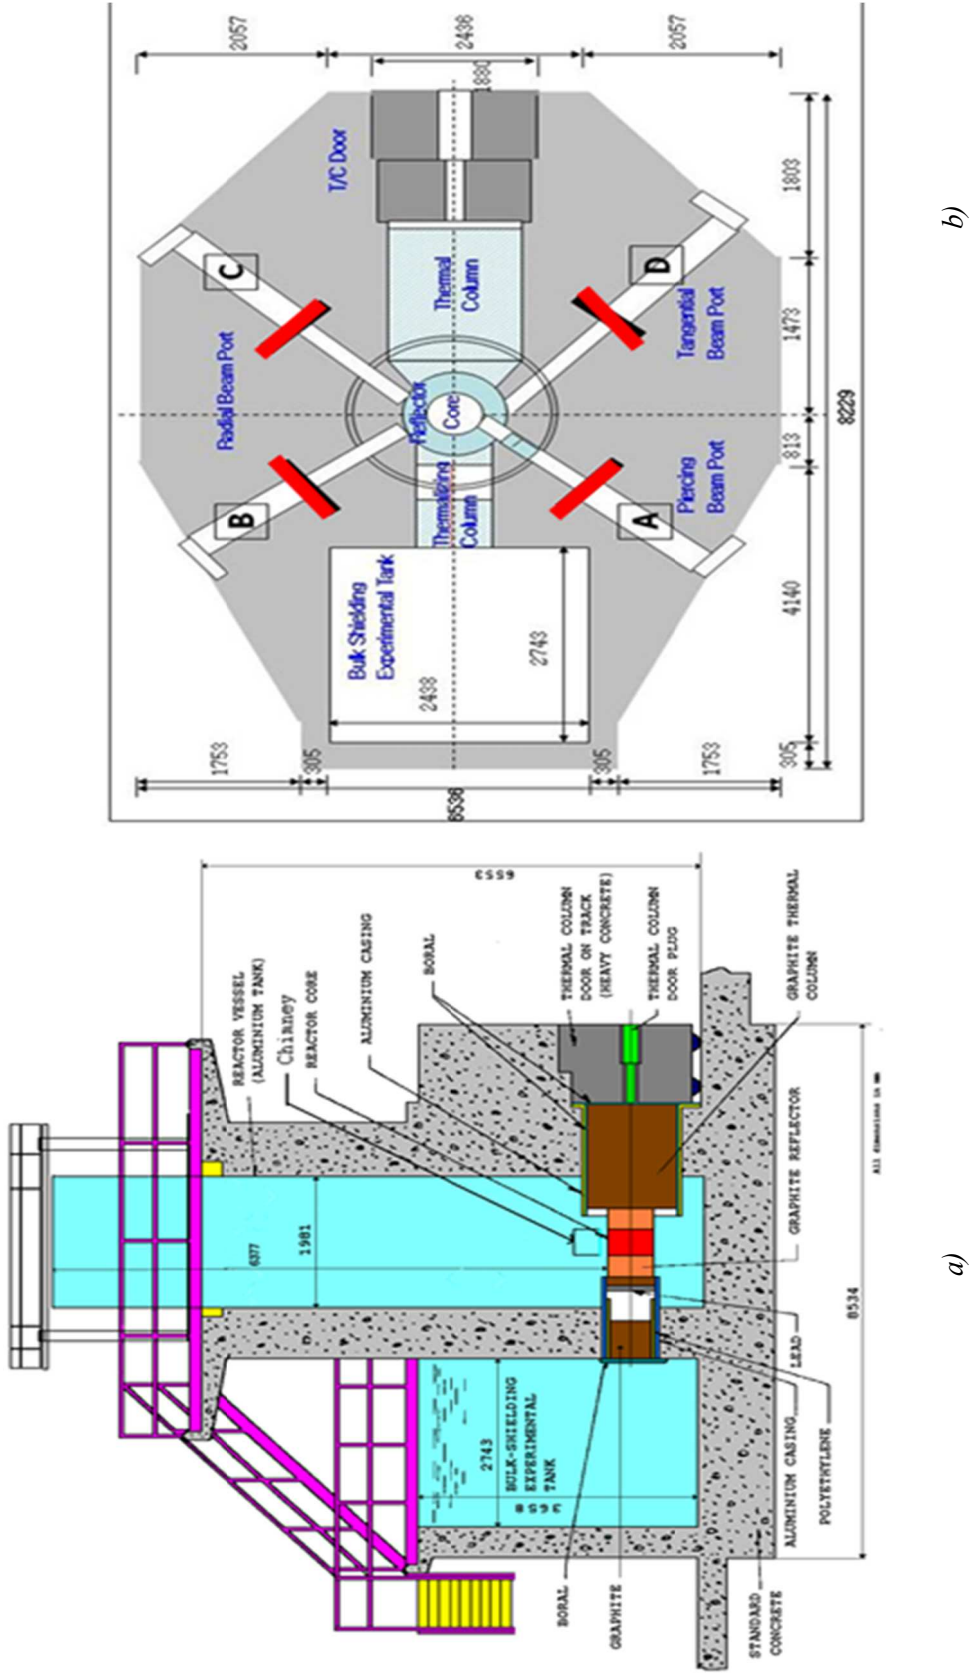 2057
2436
2057
1880
T/C Door
1803
C
D
Thermal
Column
Radial Beam Port
Tangential
Beam Port
1473
8229
Reflector
Core
813
Thermalizing
Column
B
A
Piercing
Beam Port
Bulk Shielding
Experimental Tank
2438
2743
4140
1753
305
6536
305
1753
305
b)
6553
REACTOR VESSEL
(ALUMINIUM TANK)
Chimney
REACTOR CORE
ALUMINIUM CASING
BORAL
THERMAL COLUMN
DOOR ON TRACK
(HEAVY CONCRETE)
THERMAL COLUMN
DOOR PLUG
GRAPHITE THERMAL
COLUMN
6377
1981
GRAPHITE REFLECTOR
All dimensions in mm
8534
LEAD
2743
BULK-SHIELDING
EXPERIMENTAL
TANK
ALUMINIUM CASING
POLYETHYLENE
BORAL
GRAPHITE
STANDARD
CONCRETE
a)